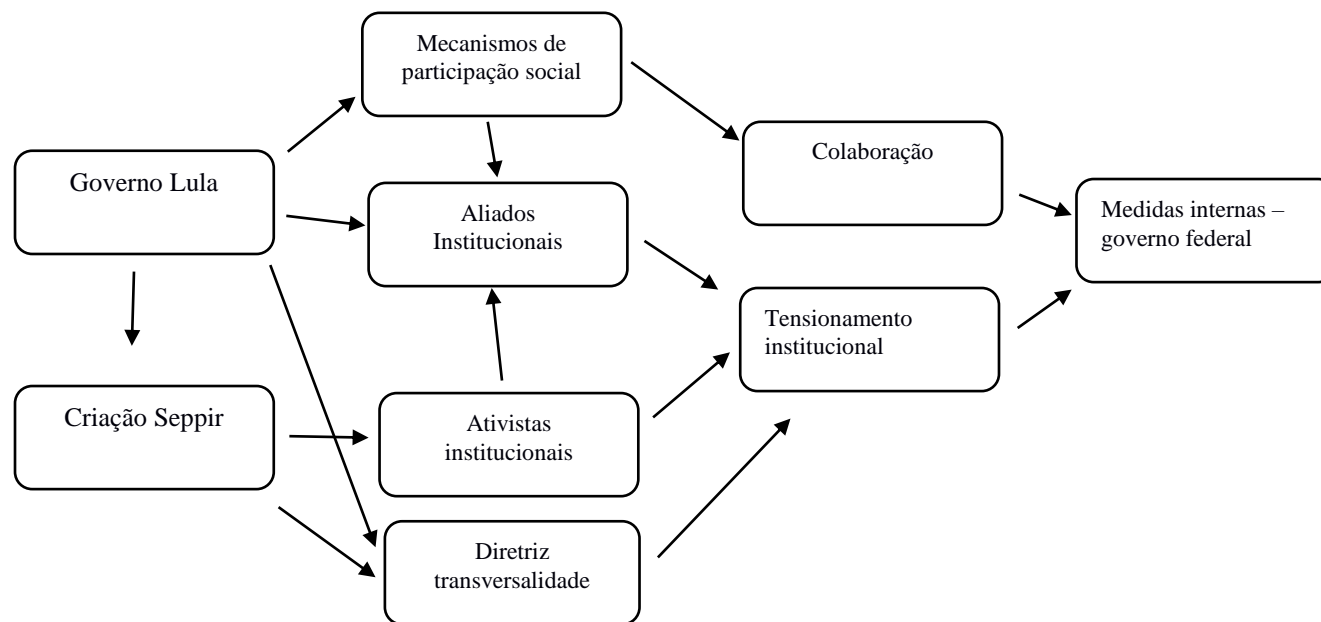 Mecanismos de
participação social
Governo Lula
Aliados
Institucionais
Colaboração
Medidas internas –
governo federal
Tensionamento
institucional
Criação Seppir
Ativistas
institucionais
Diretriz
transversalidade